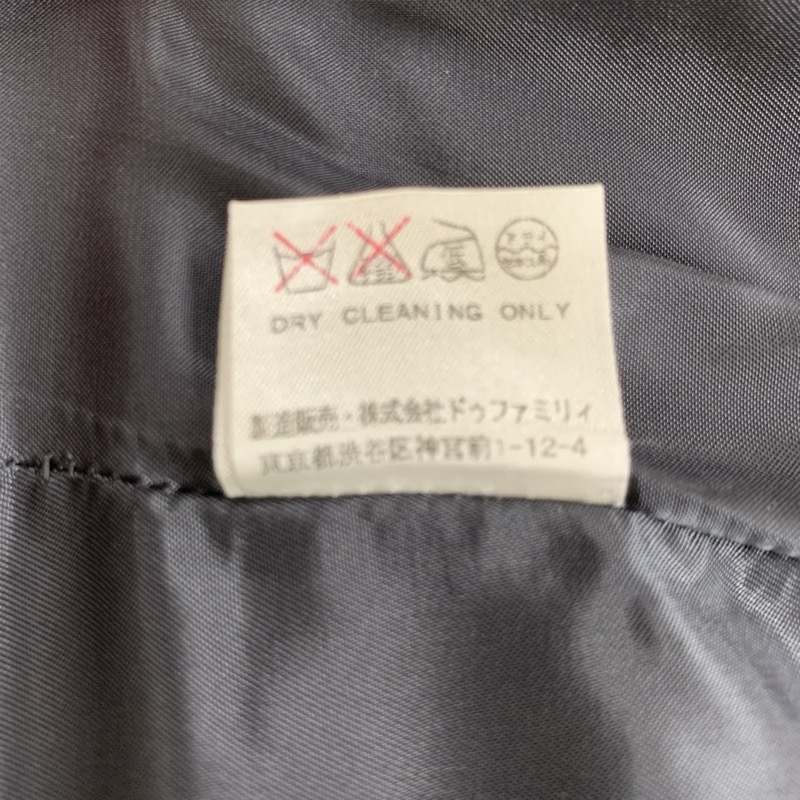 DRY CLEANING ONLY
製造販売・株式会社ドゥファミリィ
東京都渋谷区神宮前1-12-4